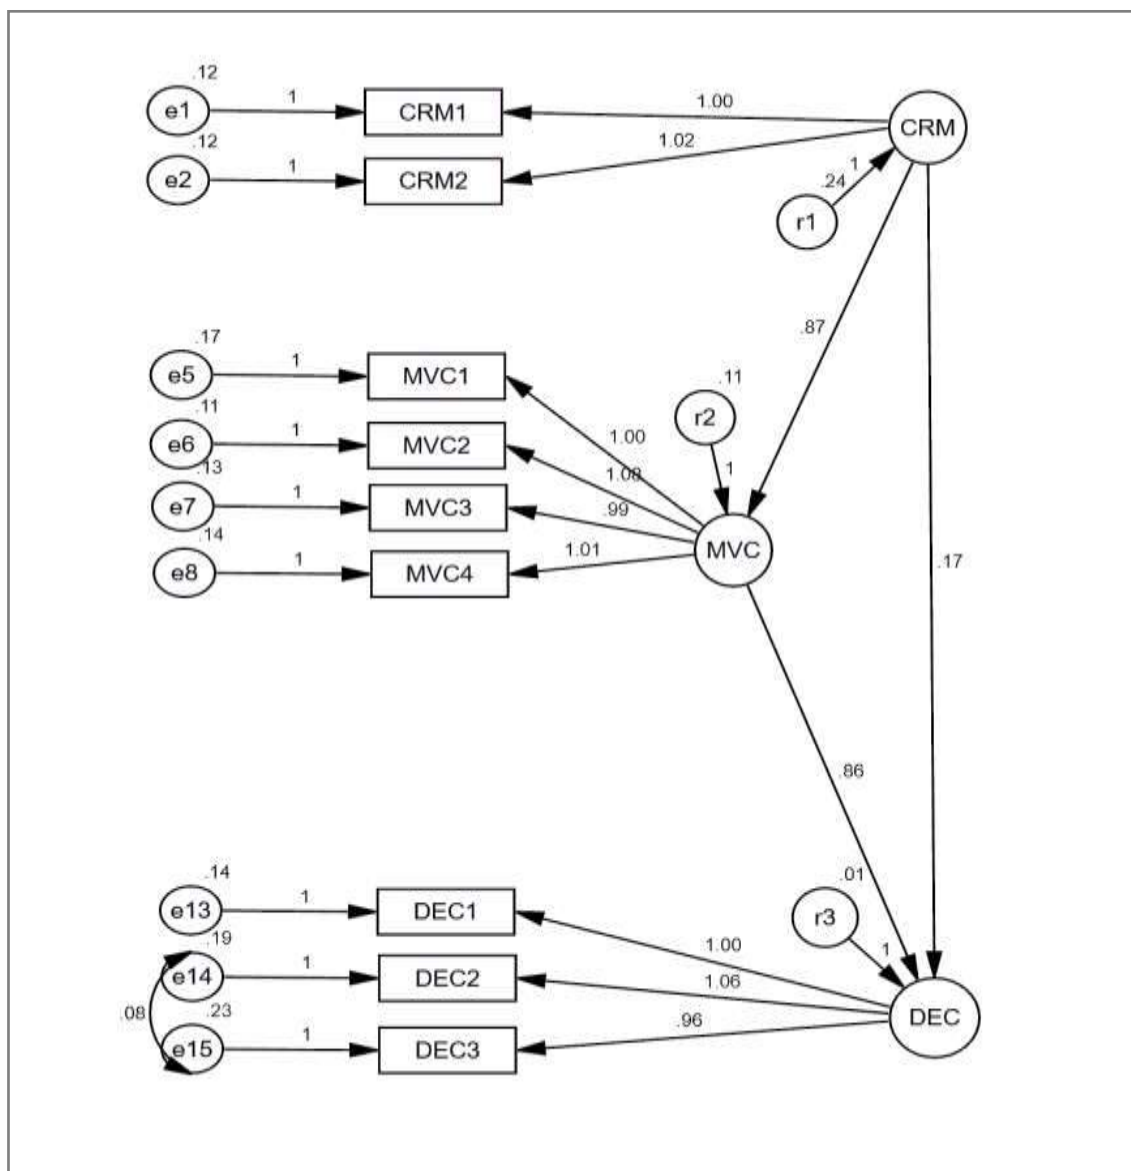 .12
e1 1 CRM1 1.00 CRM
.12
e2 1 CRM2 1.02
1
.24
r1
.87
.17
e5 1 MVC1
.11
r2
.11
e6 1 MVC2 1.00
1.08
.13
e7 1 MVC3 .99
1
.14
e8 1 MVC4 1.01 MVC
.17
.86
.14
e13 1 DEC1
.01
r3
.19
e14 1 DEC2 1.00
1
1.06
.08
.23
e15 1 DEC3 .96 DEC